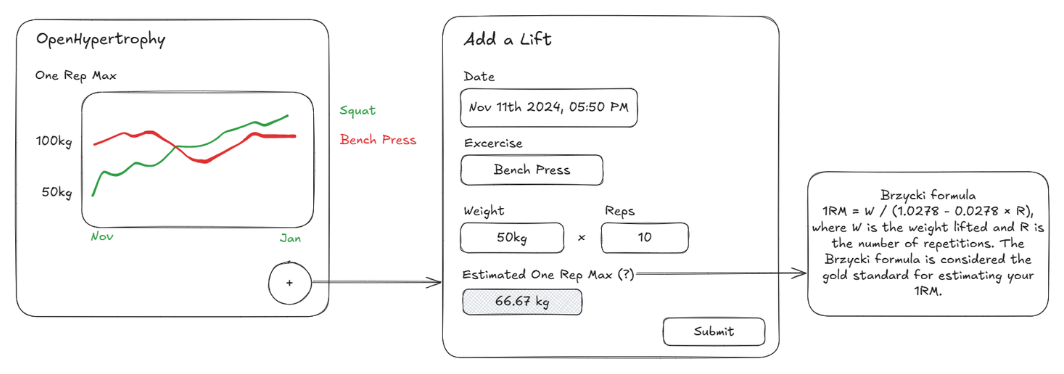 OpenHypertrophy
One Rep Max
100kg
50kg
Nov
Jan
Squat
Bench Press
+
Add a Lift
Date
Nov 11th 2024, 05:50 PM
Excercise
Bench Press
Weight
Reps
50kg
×
10
Estimated One Rep Max (?)
66.67 kg
Submit
Brzycki formula
1RM = W / (1.0278 - 0.0278 × R),
where W is the weight lifted and R is
the number of repetitions. The
Brzycki formula is considered the
gold standard for estimating your
1RM.